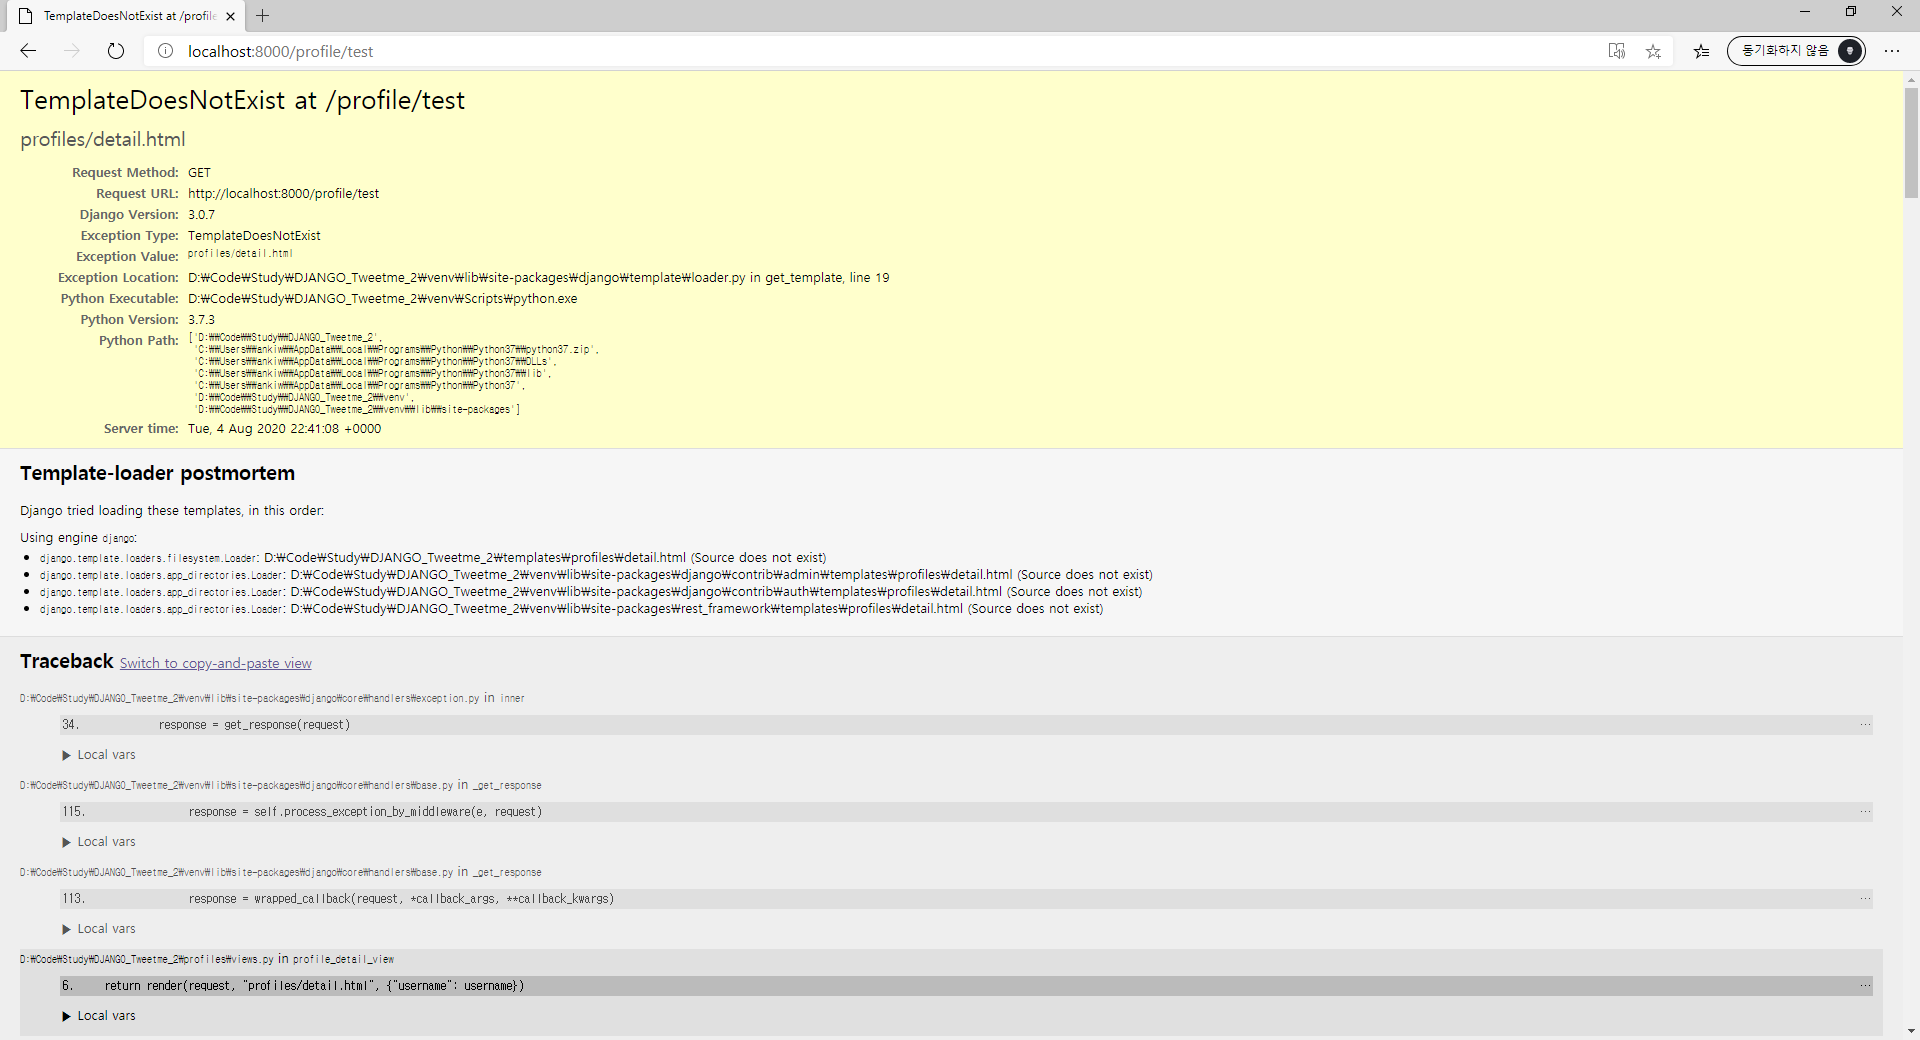 TemplateDoesNotExist at /profile
localhost:8000/profile/test
동기화하지 않음
TemplateDoesNotExist at /profile/test
profiles/detail.html
Request Method: GET
Request URL: http://localhost:8000/profile/test
Django Version: 3.0.7
Exception Type: TemplateDoesNotExist
Exception Value: profiles/detail.html
Exception Location: D:₩Code₩Study₩DJANGO_Tweetme_2₩venv₩lib₩site-packages₩django₩template₩loader.py in get_template, line 19
Python Executable: D:₩Code₩Study₩DJANGO_Tweetme_2₩venv₩Scripts₩python.exe
Python Version: 3.7.3
Python Path: ['D:₩₩Code₩₩Study₩₩DJANGO_Tweetme_2',
'C:₩₩Users₩₩ankiw₩₩AppData₩₩Local₩₩Programs₩₩Python₩₩Python37₩₩python37.zip',
'C:₩₩Users₩₩ankiw₩₩AppData₩₩Local₩₩Programs₩₩Python₩₩Python37₩₩DLLs',
'C:₩₩Users₩₩ankiw₩₩AppData₩₩Local₩₩Programs₩₩Python₩₩Python37₩₩lib',
'C:₩₩Users₩₩ankiw₩₩AppData₩₩Local₩₩Programs₩₩Python₩₩Python37',
'D:₩₩Code₩₩Study₩₩DJANGO_Tweetme_2₩₩venv',
'D:₩₩Code₩₩Study₩₩DJANGO_Tweetme_2₩₩venv₩₩lib₩₩site-packages']
Server time: Tue, 4 Aug 2020 22:41:08 +0000
Template-loader postmortem
Django tried loading these templates, in this order:
Using engine django:
• django.template.loaders.filesystem.Loader: D:₩Code₩Study₩DJANGO_Tweetme_2₩templates₩profiles₩detail.html (Source does not exist)
• django.template.loaders.app_directories.Loader: D:₩Code₩Study₩DJANGO_Tweetme_2₩venv₩lib₩site-packages₩django₩contrib₩admin₩templates₩profiles₩detail.html (Source does not exist)
• django.template.loaders.app_directories.Loader: D:₩Code₩Study₩DJANGO_Tweetme_2₩venv₩lib₩site-packages₩django₩contrib₩auth₩templates₩profiles₩detail.html (Source does not exist)
• django.template.loaders.app_directories.Loader: D:₩Code₩Study₩DJANGO_Tweetme_2₩venv₩lib₩site-packages₩rest_framework₩templates₩profiles₩detail.html (Source does not exist)
Traceback Switch to copy-and-paste view
D:₩Code₩Study₩DJANGO_Tweetme_2₩venv₩lib₩site-packages₩django₩core₩handlers₩exception.py in inner
34. response = get_response(request) …
▶ Local vars
D:₩Code₩Study₩DJANGO_Tweetme_2₩venv₩lib₩site-packages₩django₩core₩handlers₩base.py in _get_response
115. response = self.process_exception_by_middleware(e, request) …
▶ Local vars
D:₩Code₩Study₩DJANGO_Tweetme_2₩venv₩lib₩site-packages₩django₩core₩handlers₩base.py in _get_response
113. response = wrapped_callback(request, *callback_args, **callback_kwargs) …
▶ Local vars
D:₩Code₩Study₩DJANGO_Tweetme_2₩profiles₩views.py in profile_detail_view
6. return render(request, "profiles/detail.html", {"username": username}) …
▶ Local vars